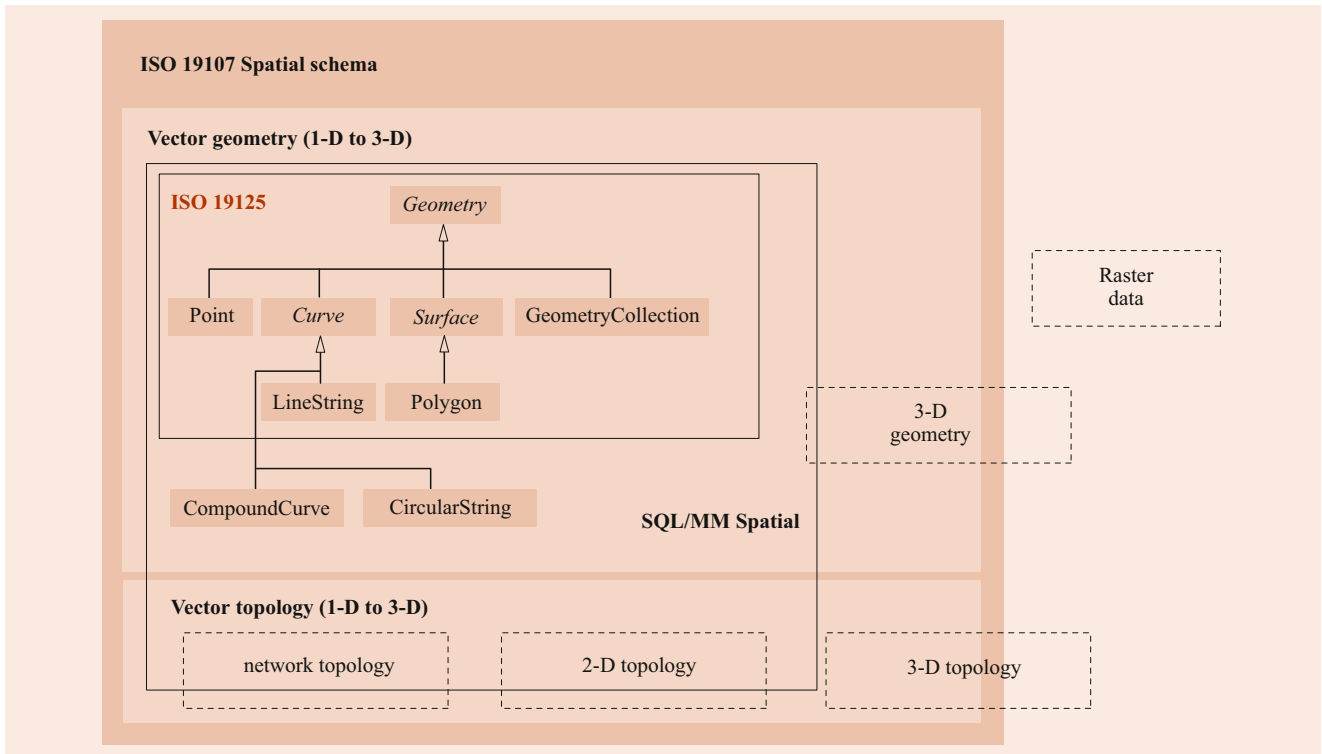 ISO 19107 Spatial schema
Vector geometry (1-D to 3-D)
ISO 19125
Geometry
Point
Curve
Surface
GeometryCollection
LineString
Polygon
CompoundCurve
CircularString
SQL/MM Spatial
Raster
data
3-D
geometry
Vector topology (1-D to 3-D)
network topology
2-D topology
3-D topology